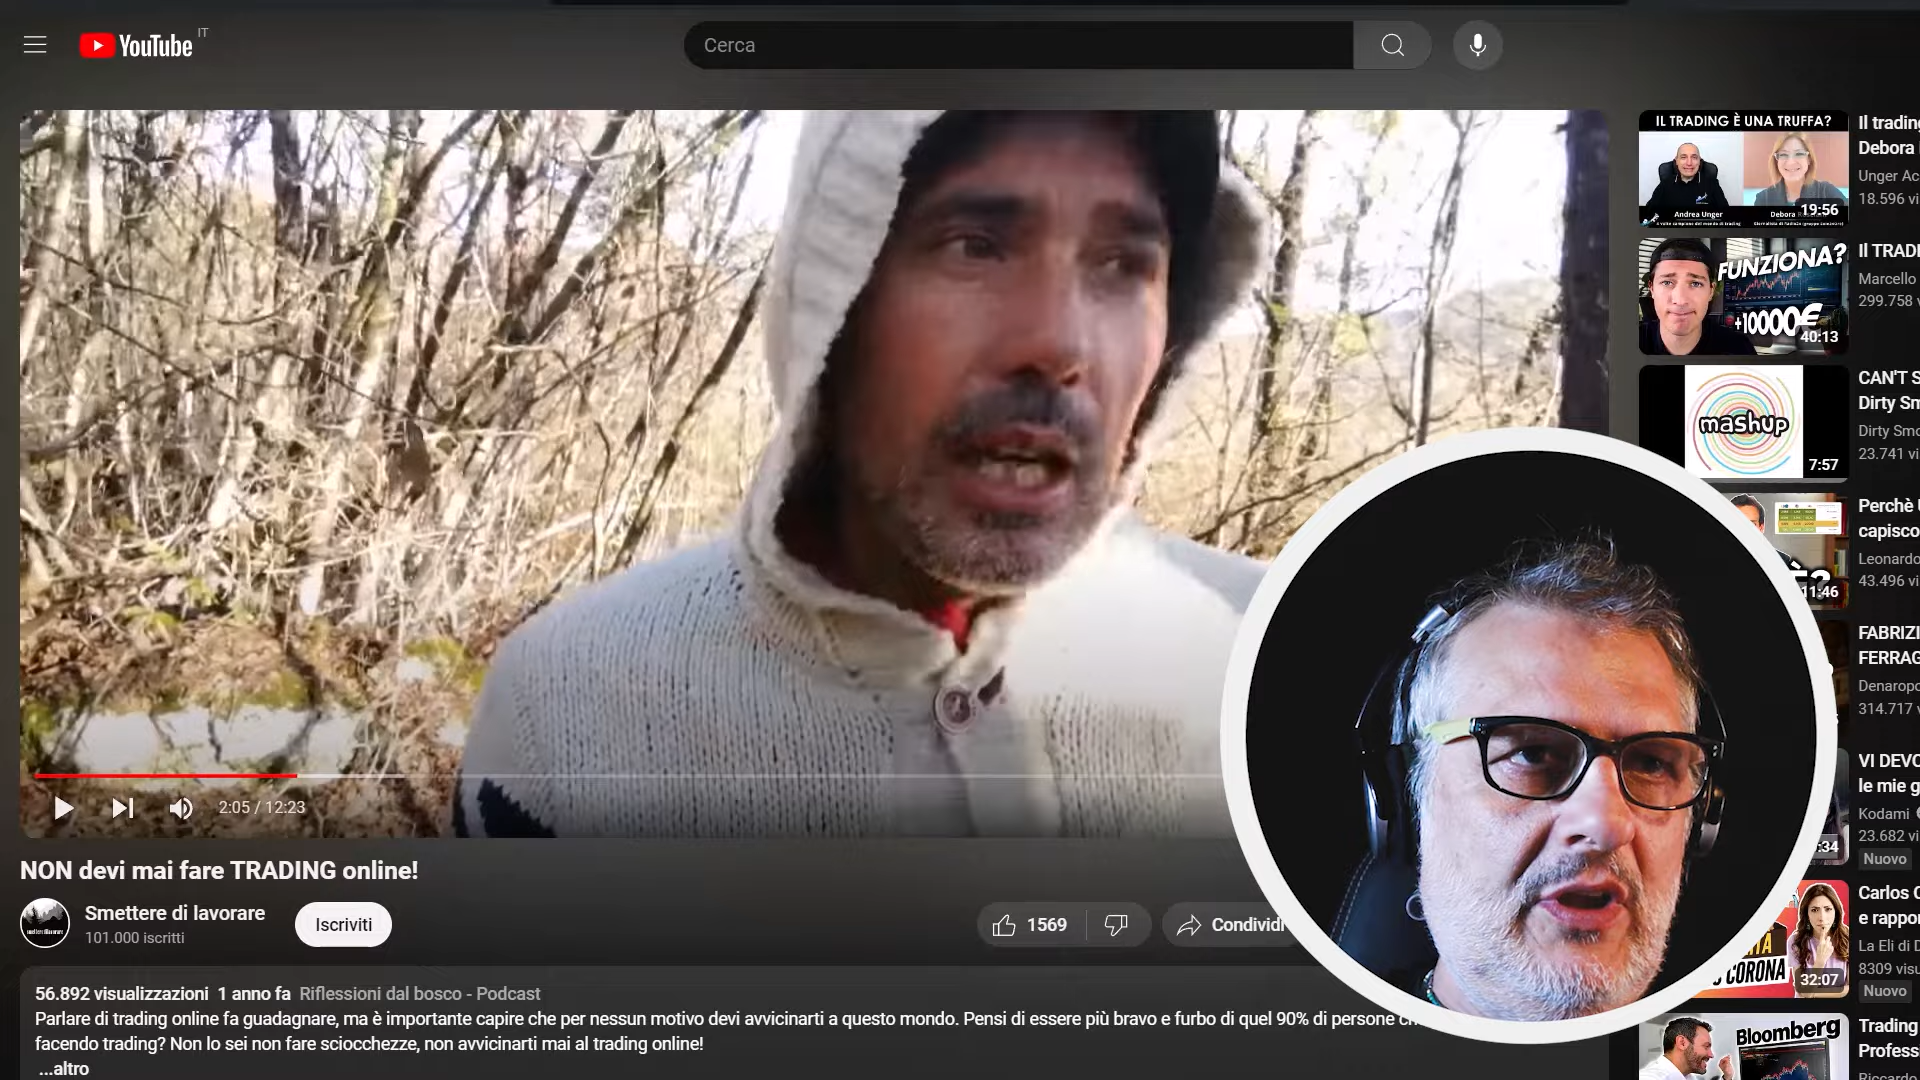 YouTube IT
Cerca
2:05 / 12:23
NON devi mai fare TRADING online!
Smettere di lavorare
101.000 iscritti
Iscriviti
1569
Condividi
56.892 visualizzazioni 1 anno fa Riflessioni dal bosco - Podcast
Parlare di trading online fa guadagnare, ma è importante capire che per nessun motivo devi avvicinarti a questo mondo. Pensi di essere più bravo e furbo di quel 90% di persone
facendo trading? Non lo sei non fare sciocchezze, non avvicinarti mai al trading online!
...altro
IL TRADING È UNA TRUFFA?
Andrea Unger
Debora
19:56
Il trading
Debora
Unger Ac
18.596 vi
FUNZIONA?
+10000€
40:13
Il TRADI
Marcello
299.758 v
mashup
7:57
CAN'T S
Dirty Sm
Dirty Smo
23.741 vi
11:46
Perchè
capisco
Leonardo
43.496 vi
FABRIZI
FERRAG
Denaropo
314.717 v
:34
VI DEVO
le mie g
Kodami
23.682 vi
Nuovo
CORONA
32:07
Carlos C
e rappor
La Eli di D
8309 visu
Nuovo
Bloomberg
Trading
Profess
Riccardo